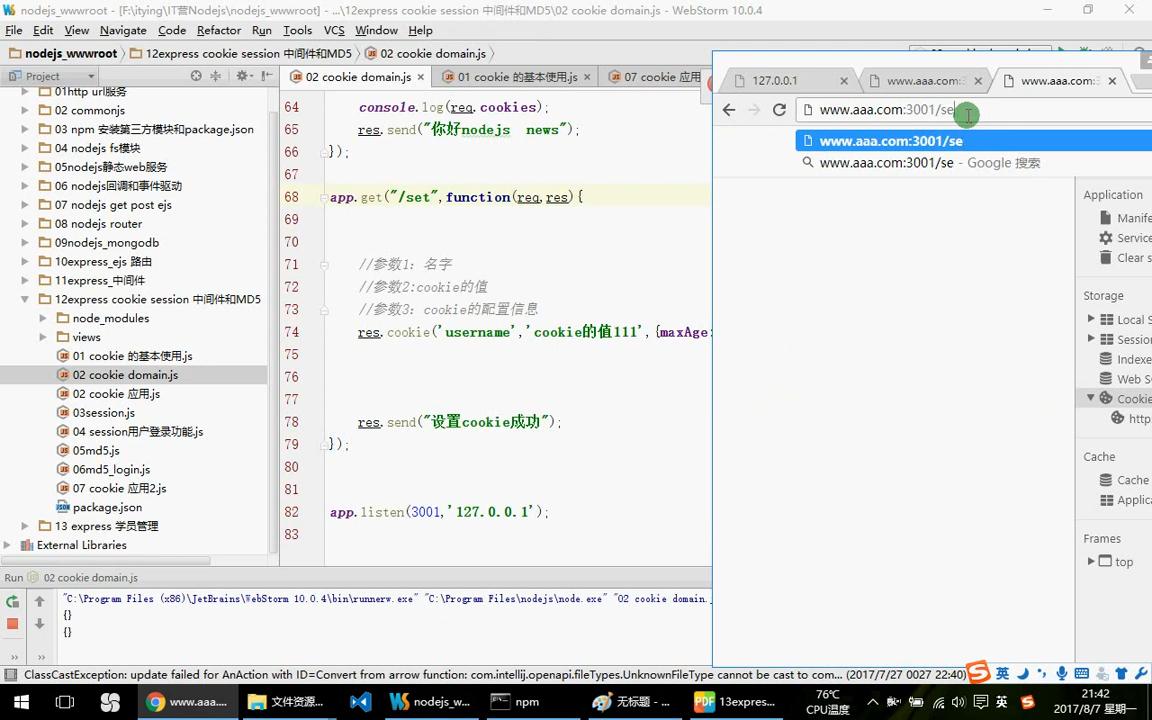 nodejs_wwwroot - [F:\itying\IT营Nodejs\nodejs_wwwroot] - ...\12express cookie session 中间件和MD5\02 cookie domain.js - WebStorm 10.0.4
File Edit View Navigate Code Refactor Run Tools VCS Window Help
nodejs_wwwroot 12express cookie session 中间件和MD5 02 cookie domain.js
Project
02 cookie domain.js
01 cookie 的基本使用.js
07 cookie 应用
01http url服务
02 commonjs
03 npm 安装第三方模块和package.json
04 nodejs fs模块
05nodejs静态web服务
06 nodejs回调和事件驱动
07 nodejs get post ejs
08 nodejs router
09nodejs_mongodb
10express_ejs 路由
11express_中间件
12express cookie session 中间件和MD5
node_modules
views
01 cookie 的基本使用.js
02 cookie domain.js
02 cookie 应用.js
03session.js
04 session用户登录功能.js
05md5.js
06md5_login.js
07 cookie 应用2.js
package.json
13 express 学员管理
External Libraries
64 console.log(req.cookies);
65 res.send("你好nodejs news");
66 });
67
68 app.get("/set",function(req,res){
69
70
71 //参数1：名字
72 //参数2:cookie的值
73 //参数3：cookie的配置信息
74 res.cookie('username','cookie的值111',{maxAge:
75
76
77
78 res.send("设置cookie成功");
79 });
80
81
82 app.listen(3001,'127.0.0.1');
83
127.0.0.1
www.aaa.com:
www.aaa.com:
www.aaa.com:3001/se
www.aaa.com:3001/se
www.aaa.com:3001/se - Google 搜索
Application
Manife
Service
Clear s
Storage
Local S
Session
Indexe
Web S
Cookie
http
Cache
Cache
Applic
Frames
top
Run 02 cookie domain.js
"C:\Program Files (x86)\JetBrains\WebStorm 10.0.4\bin\runnerw.exe" "C:\Program Files\nodejs\node.exe" "02 cookie domain.j
{}
{}
ClassCastException: update failed for AnAction with ID=Convert from arrow function: com.intellij.openapi.fileTypes.UnknownFileType cannot be cast to com... (2017/7/27 0027 22:40)
英
www.aaa....
文件资源...
nodejs_w...
npm
无标题 - ...
13expres...
76℃
CPU温度
英
21:42
2017/8/7 星期一